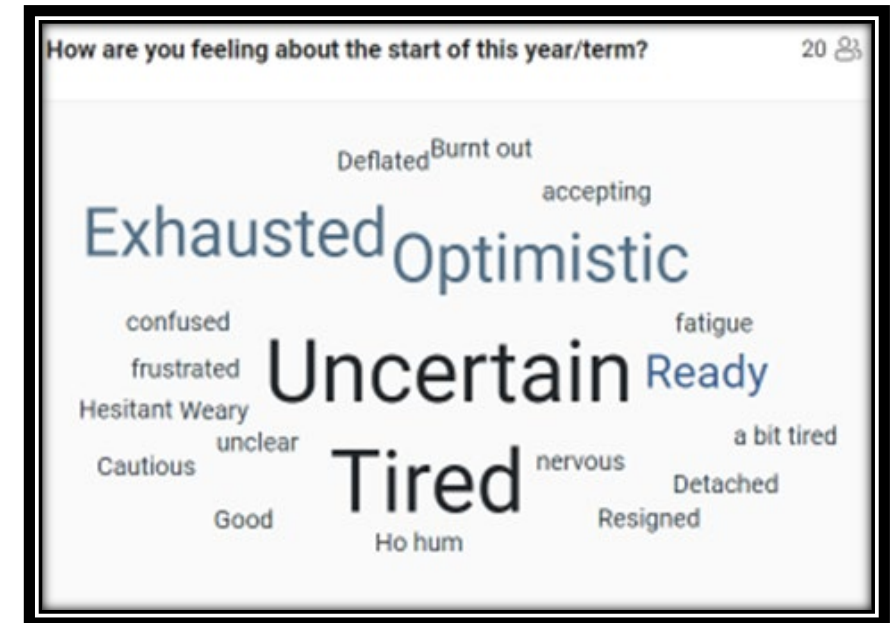 How are you feeling about the start of this year/term? 20
Deflated Burnt out
accepting
Exhausted Optimistic
confused fatigue
frustrated Uncertain Ready
Hesitant Weary
unclear a bit tired
Cautious Tired nervous
Detached
Good Resigned
Ho hum